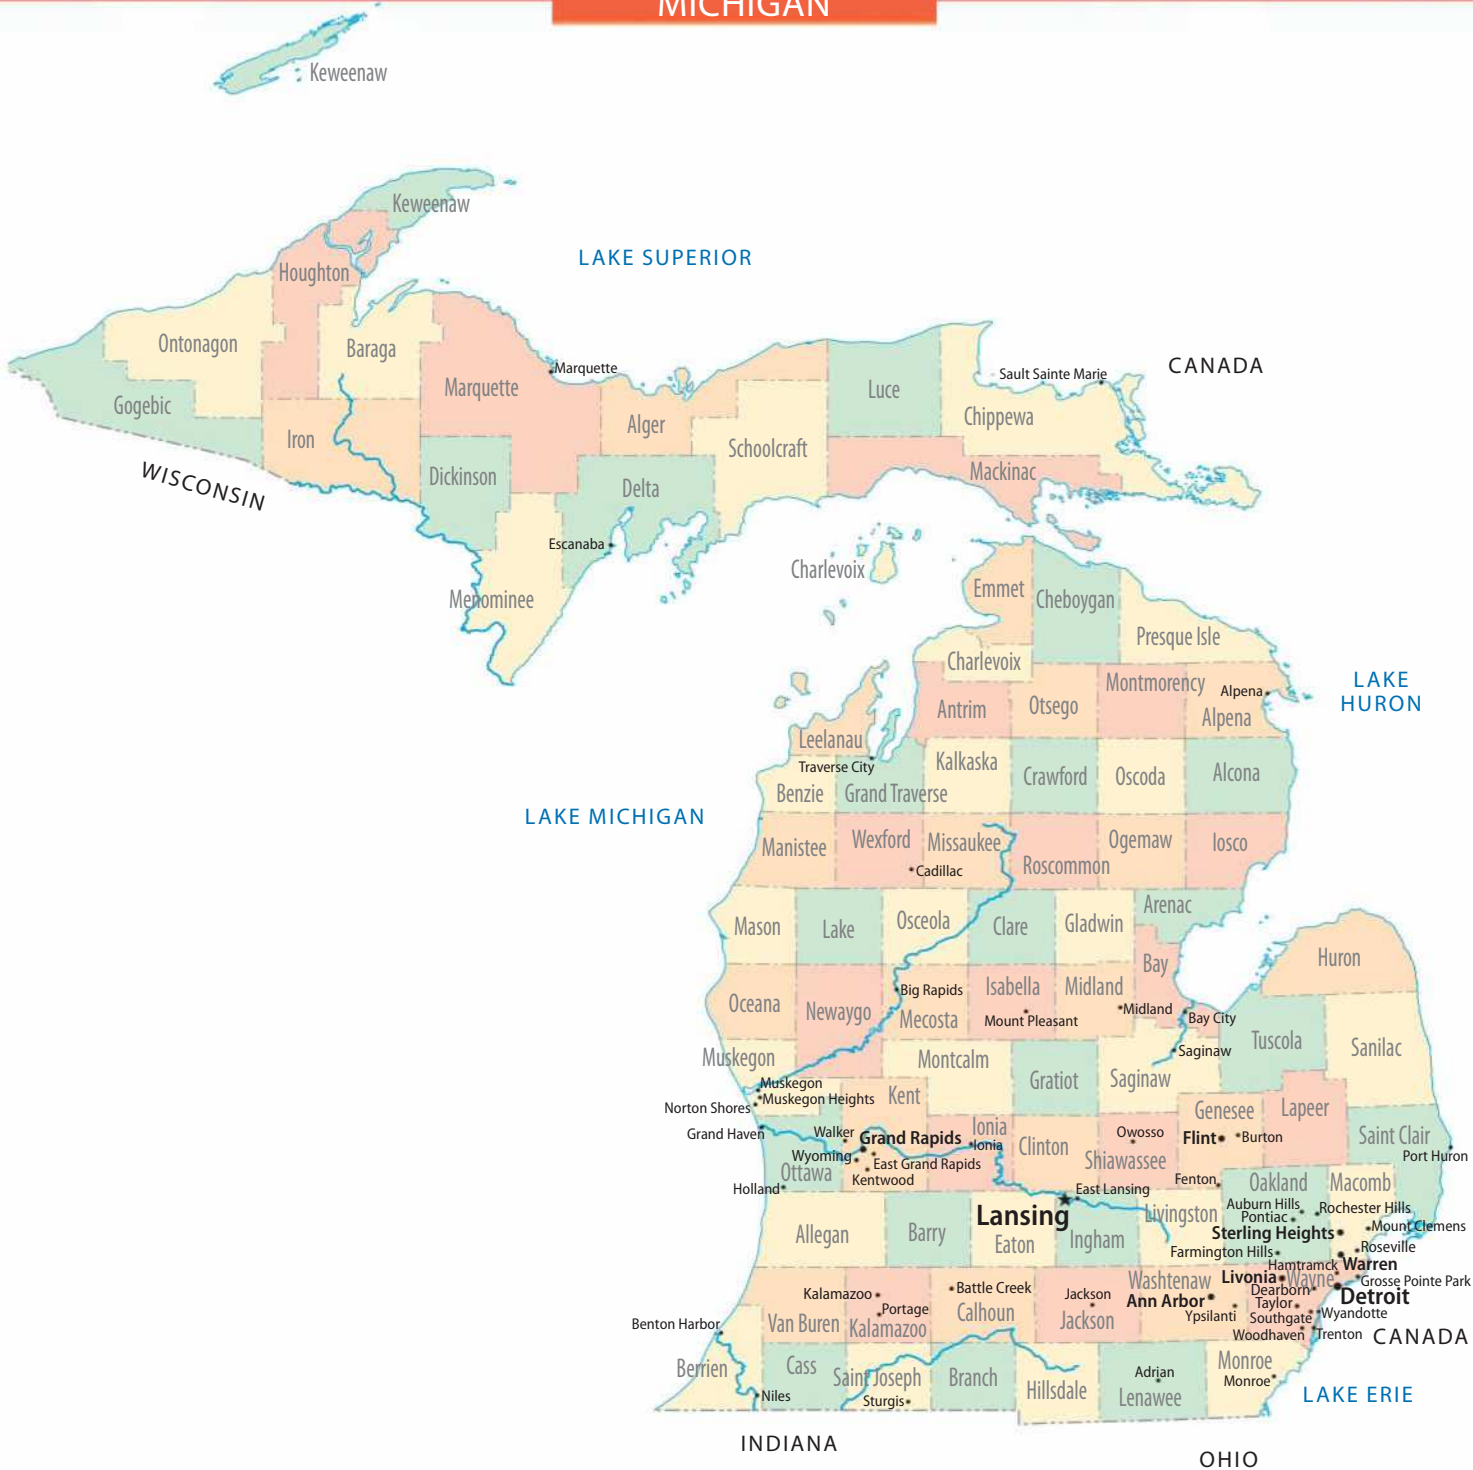 MICHIGAN
Keweenaw
Keweenaw
LAKE SUPERIOR
Houghton
Ontonagon
Baraga
Marquette
Marquette
Gogebic
Iron
WISCONSIN
Dickinson
Alger
Delta
Schoolcraft
Luce
Sault Sainte Marie
CANADA
Chippewa
Mackinac
Escanaba
Menominee
Charlevoix
Emmet
Cheboygan
Presque Isle
Charlevoix
Antrim
Otsego
Montmorency
Alpena
Alpena
LAKE
HURON
Leelanau
Traverse City
Benzie
Grand Traverse
Kalkaska
Crawford
Oscoda
Alcona
LAKE MICHIGAN
Manistee
Wexford
Missaukee
Cadillac
Roscommon
Ogemaw
Iosco
Mason
Lake
Osceola
Clare
Gladwin
Arenac
Bay
Huron
Oceana
Newaygo
Big Rapids
Mecosta
Isabella
Mount Pleasant
Midland
Midland
Bay City
Tuscola
Sanilac
Muskegon
Montcalm
Gratiot
Saginaw
Saginaw
Muskegon
Muskegon Heights
Norton Shores
Kent
Genesee
Lapeer
Grand Haven
Walker
Grand Rapids
Ionia
Ionia
Clinton
Owosso
Shiawassee
Flint
Burton
Saint Clair
Port Huron
Wyoming
East Grand Rapids
Kentwood
Ottawa
Holland
East Lansing
Fenton
Oakland
Macomb
Lansing
Allegan
Barry
Eaton
Ingham
Livingston
Auburn Hills
Pontiac
Rochester Hills
Sterling Heights
Mount Clemens
Farmington Hills
Roseville
Hamtramck
Warren
Kalamazoo
Portage
Battle Creek
Calhoun
Jackson
Jackson
Washtenaw
Ann Arbor
Ypsilanti
Livonia
Wayne
Grosse Pointe Park
Dearborn
Detroit
Taylor
Southgate
Wyandotte
Woodhaven
Trenton
CANADA
Benton Harbor
Van Buren
Kalamazoo
Berrien
Cass
Saint Joseph
Branch
Hillsdale
Adrian
Lenawee
Monroe
Monroe
LAKE ERIE
Niles
Sturgis
INDIANA
OHIO